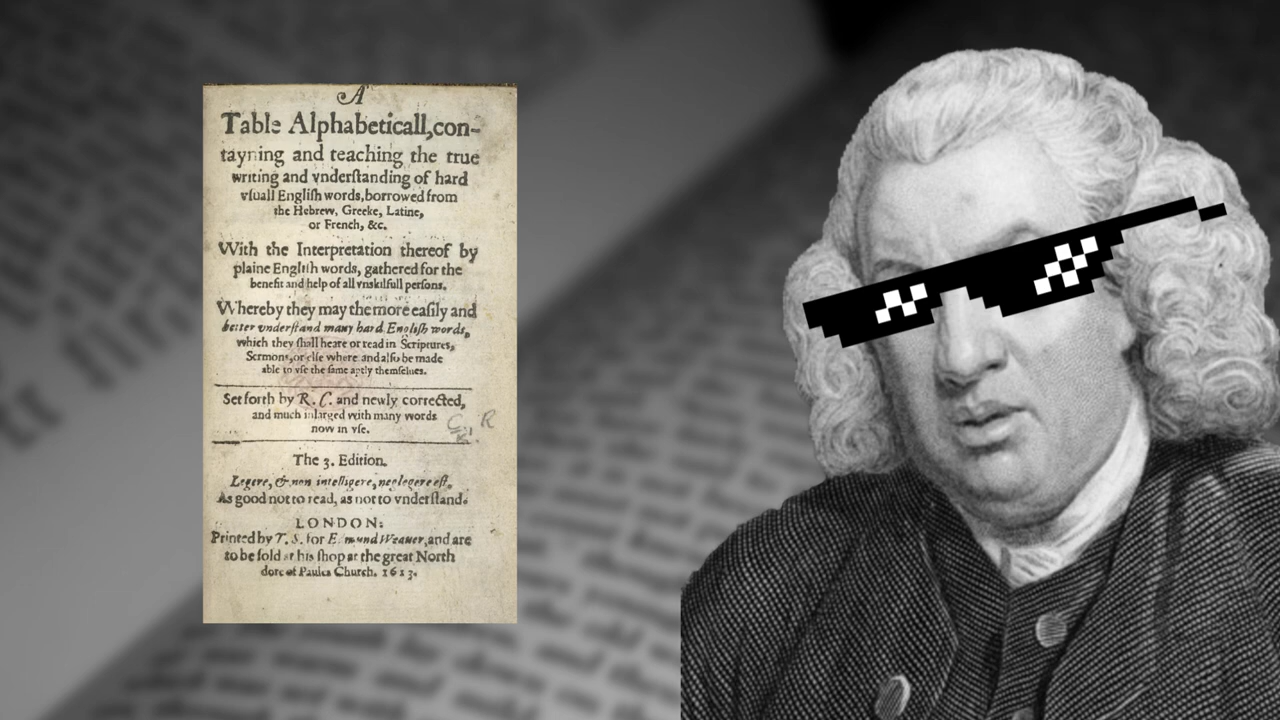 A
Table Alphabeticall, con-
tayning and teaching the true
writing and vnderſtanding of hard
vſuall Engliſh words, borrowed from
the Hebrew, Greeke, Latine,
or French, &c.
With the Interpretation thereof by
plaine Engliſh words, gathered for the
benefit and help of all vnskilfull perſons.
Whereby they may the more eaſily and
better vnderſtand many hard Engliſh words,
which they ſhall heare or read in Scriptures,
Sermons, or elſe where and alſo be made
able to vſe the ſame aptly themſelues.
Set forth by R. C. and newly corrected,
and much inlarged with many words
now in vſe.
The 3. Edition.
Legere, & non intelligere, neglegere eſt.
As good not to read, as not to vnderſtand.
LONDON:
Printed by T. S. for Edmund Weauer, and are
to be ſold at his ſhop at the great North
dore of Paules Church. 1613.